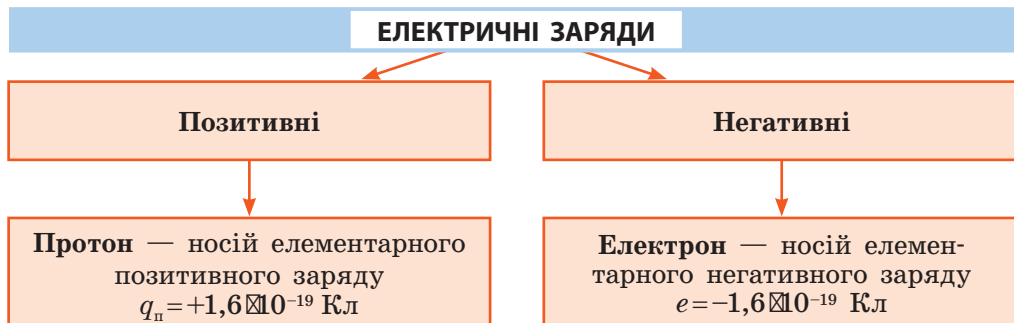 ЕЛЕКТРИЧНІ ЗАРЯДИ
Позитивні
Негативні
Протон — носій елементарного
позитивного заряду
qп=+1,6☒10⁻¹⁹ Кл
Електрон — носій елемен-
тарного негативного заряду
e=−1,6☒10⁻¹⁹ Кл